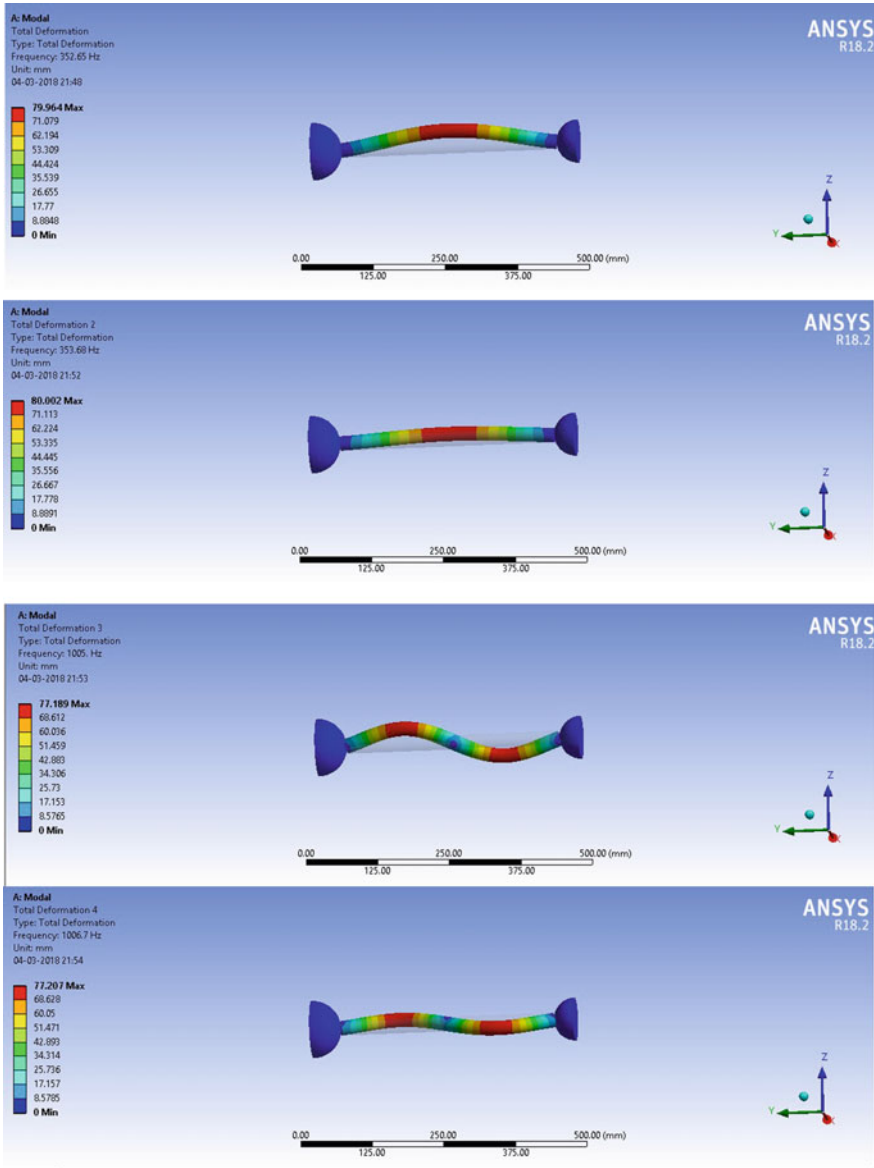 A: Modal
Total Deformation
Type: Total Deformation
Frequency: 352.65 Hz
Unit: mm
04-03-2018 21:48
ANSYS
R18.2
79.964 Max
71.079
62.194
53.309
44.424
35.539
26.655
17.77
8.8848
0 Min
Z
Y
X
0.00 250.00 500.00 (mm)
125.00 375.00
A: Modal
Total Deformation 2
Type: Total Deformation
Frequency: 353.68 Hz
Unit: mm
04-03-2018 21:52
ANSYS
R18.2
80.002 Max
71.113
62.224
53.335
44.445
35.556
26.667
17.778
8.8891
0 Min
Z
Y
X
0.00 250.00 500.00 (mm)
125.00 375.00
A: Modal
Total Deformation 3
Type: Total Deformation
Frequency: 1005. Hz
Unit: mm
04-03-2018 21:53
ANSYS
R18.2
77.189 Max
68.612
60.036
51.459
42.883
34.306
25.73
17.153
8.5765
0 Min
Z
Y
X
0.00 250.00 500.00 (mm)
125.00 375.00
A: Modal
Total Deformation 4
Type: Total Deformation
Frequency: 1006.7 Hz
Unit: mm
04-03-2018 21:54
ANSYS
R18.2
77.207 Max
68.628
60.05
51.471
42.893
34.314
25.736
17.157
8.5785
0 Min
Z
Y
X
0.00 250.00 500.00 (mm)
125.00 375.00